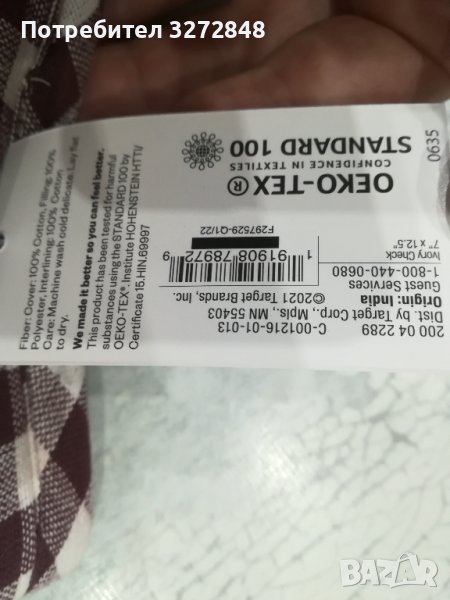 Потребител 3272848
Fiber: Cover: 100% Cotton, Filling: 100%
Polyester, Interlining: 100% Cotton
Care: Machine wash cold delicate. Lay flat
to dry.
We made it better so you can feel better.
This product has been tested for harmful
substances using the STANDARD 100 by
OEKO-TEX®. Institute HOHENSTEIN HTTI
Certificate 15.HIN.69997
OEKO-TEX®
CONFIDENCE IN TEXTILES
STANDARD 100
0635
F297529-Q1/22
1 91908 78972 9
200 04 2289
Dist. by Target Corp., Mpls., MN 55403
Origin: India
Guest Services
1-800-440-0680
Ivory Check
7" x 12.5"
C-001216-01-013
©2021 Target Brands, Inc.
BAZAR